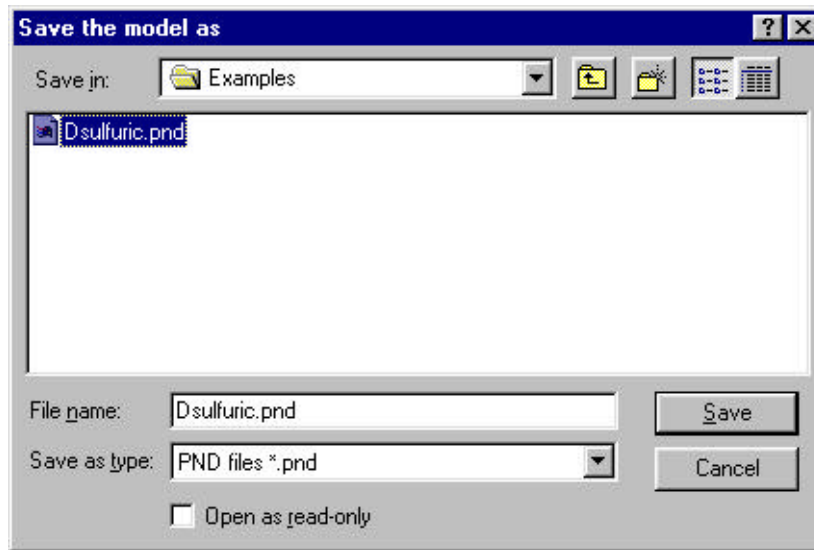 Save the model as
Save in: Examples
Dsulfuric.pnd
File name: Dsulfuric.pnd Save
Save as type: PND files *.pnd Cancel
Open as read-only